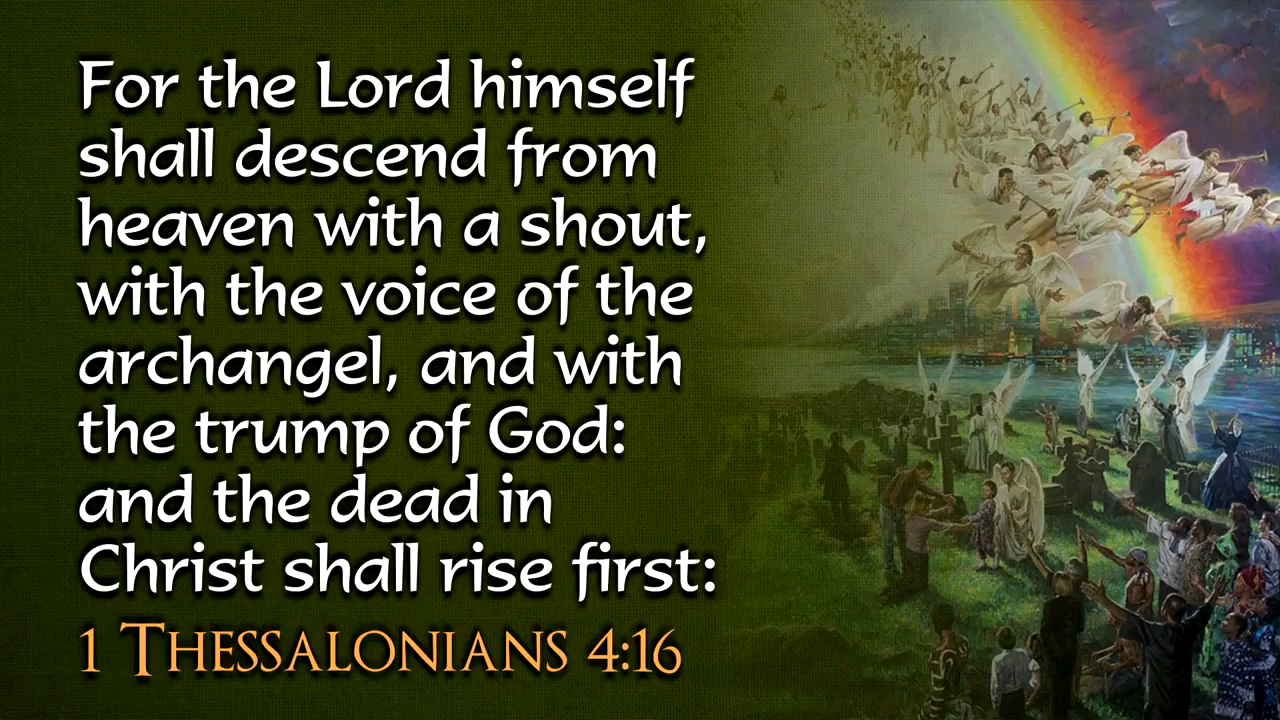 For the Lord himself
shall descend from
heaven with a shout,
with the voice of the
archangel, and with
the trump of God:
and the dead in
Christ shall rise first:
1 Thessalonians 4:16